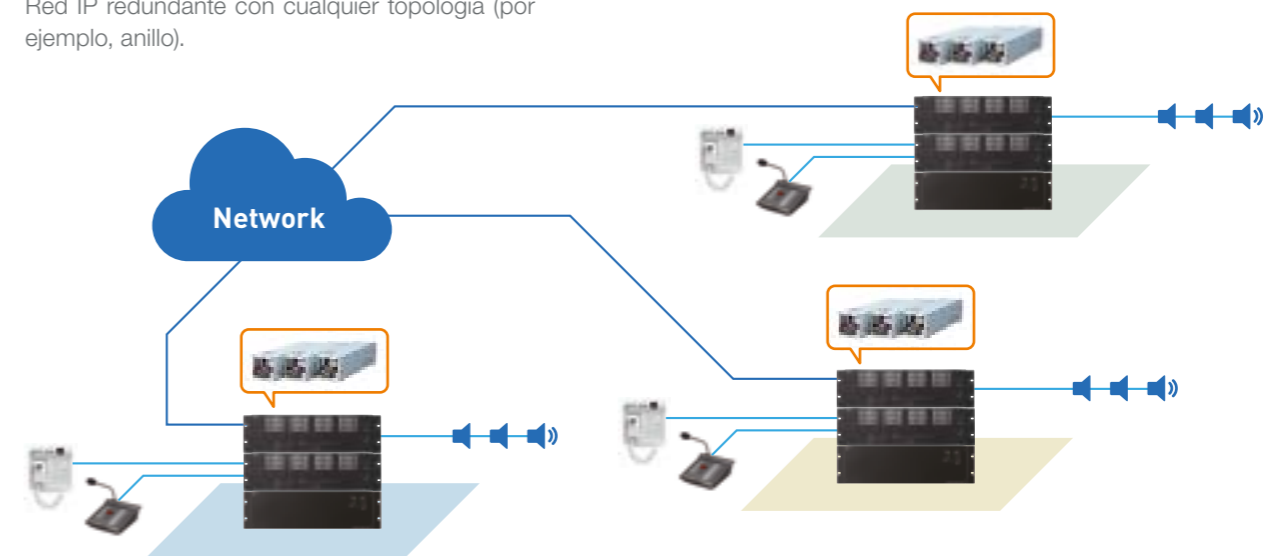 Red IP redundante con cualquier topología (por
ejemplo, anillo).
Network